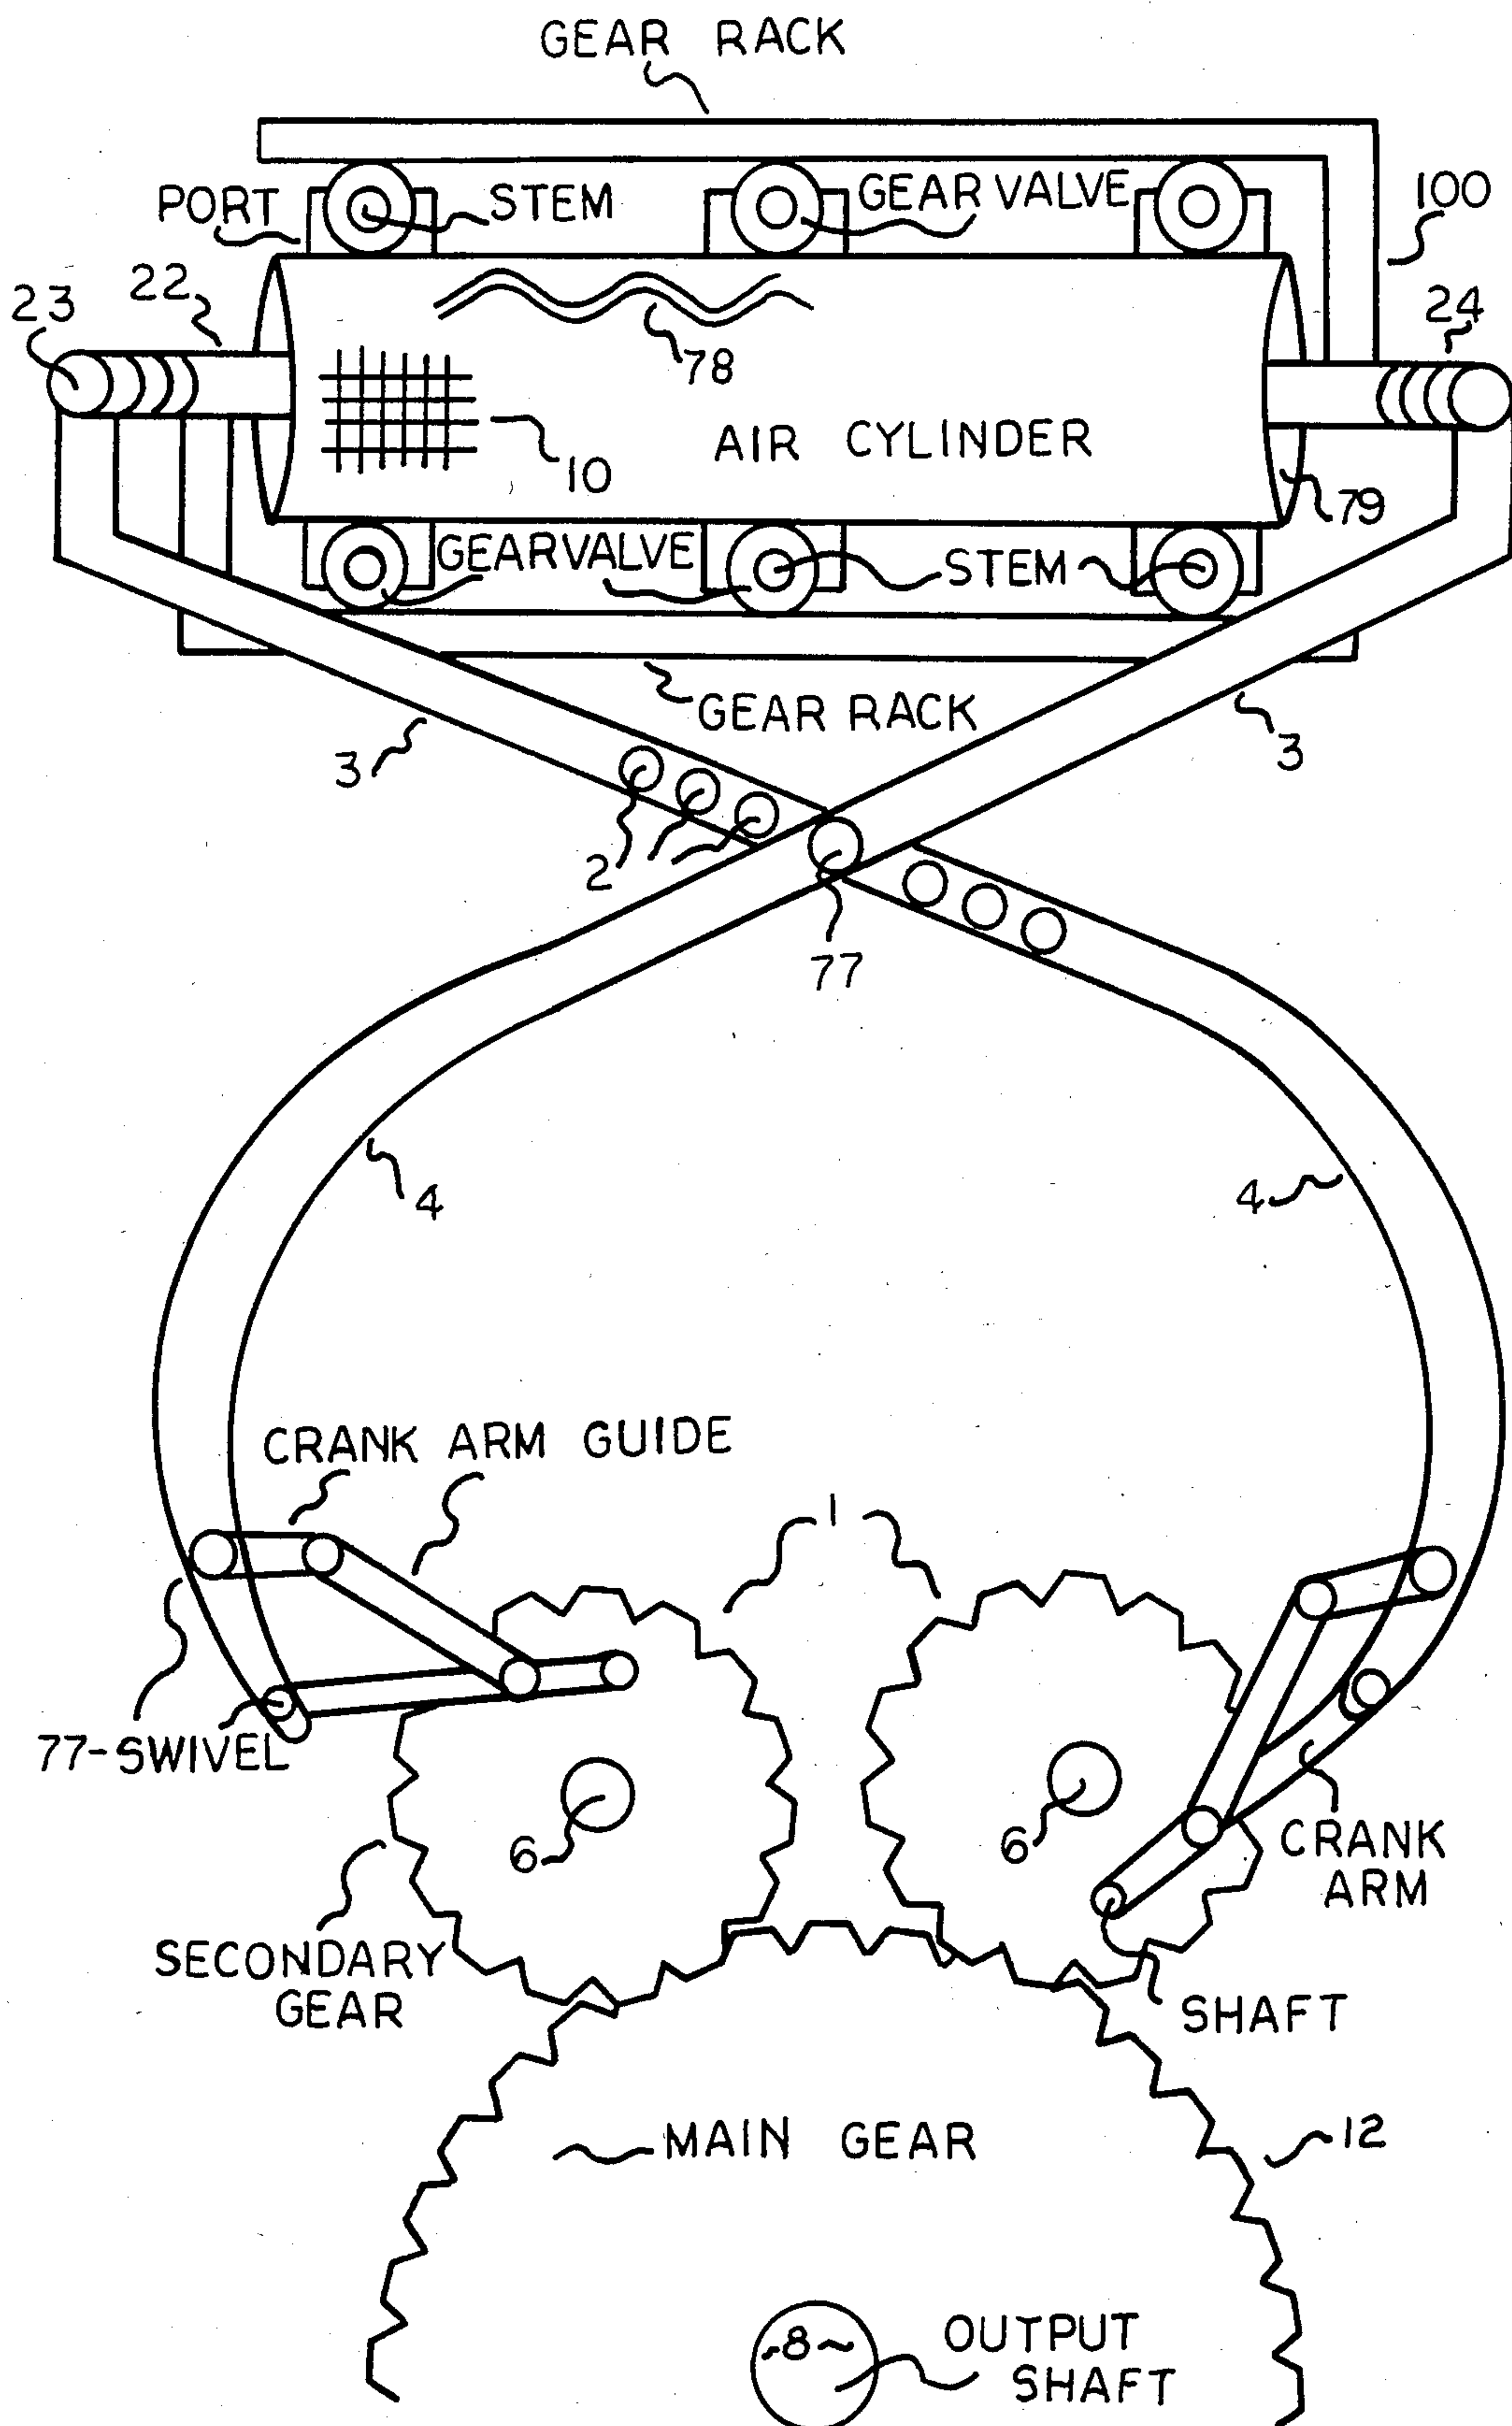 GEAR RACK
PORT
STEM
GEAR VALVE
100
23
22
24
78
10
AIR CYLINDER
79
GEARVALVE
STEM
GEAR RACK
3
3
2
77
4
4
CRANK ARM GUIDE
1
77-SWIVEL
6
6
CRANK
ARM
SECONDARY
GEAR
SHAFT
MAIN GEAR
12
8
OUTPUT
SHAFT